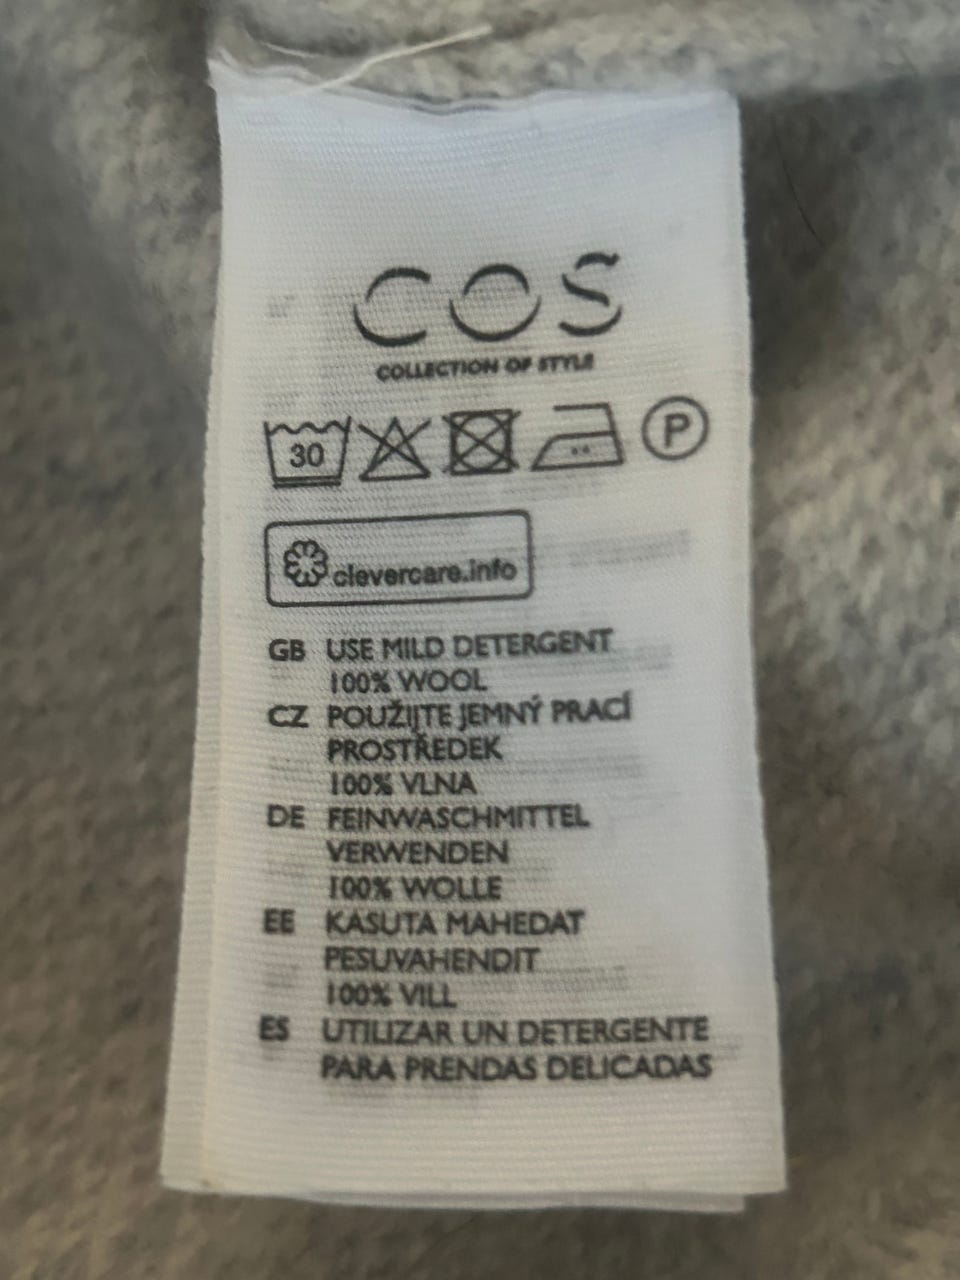 COS
COLLECTION OF STYLE
30
P
clevercare.info
GB USE MILD DETERGENT
100% WOOL
CZ POUŽIJTE JEMNÝ PRACÍ
PROSTŘEDEK
100% VLNA
DE FEINWASCHMITTEL
VERWENDEN
100% WOLLE
EE KASUTA MAHEDAT
PESUVAHENDIT
100% VILL
ES UTILIZAR UN DETERGENTE
PARA PRENDAS DELICADAS